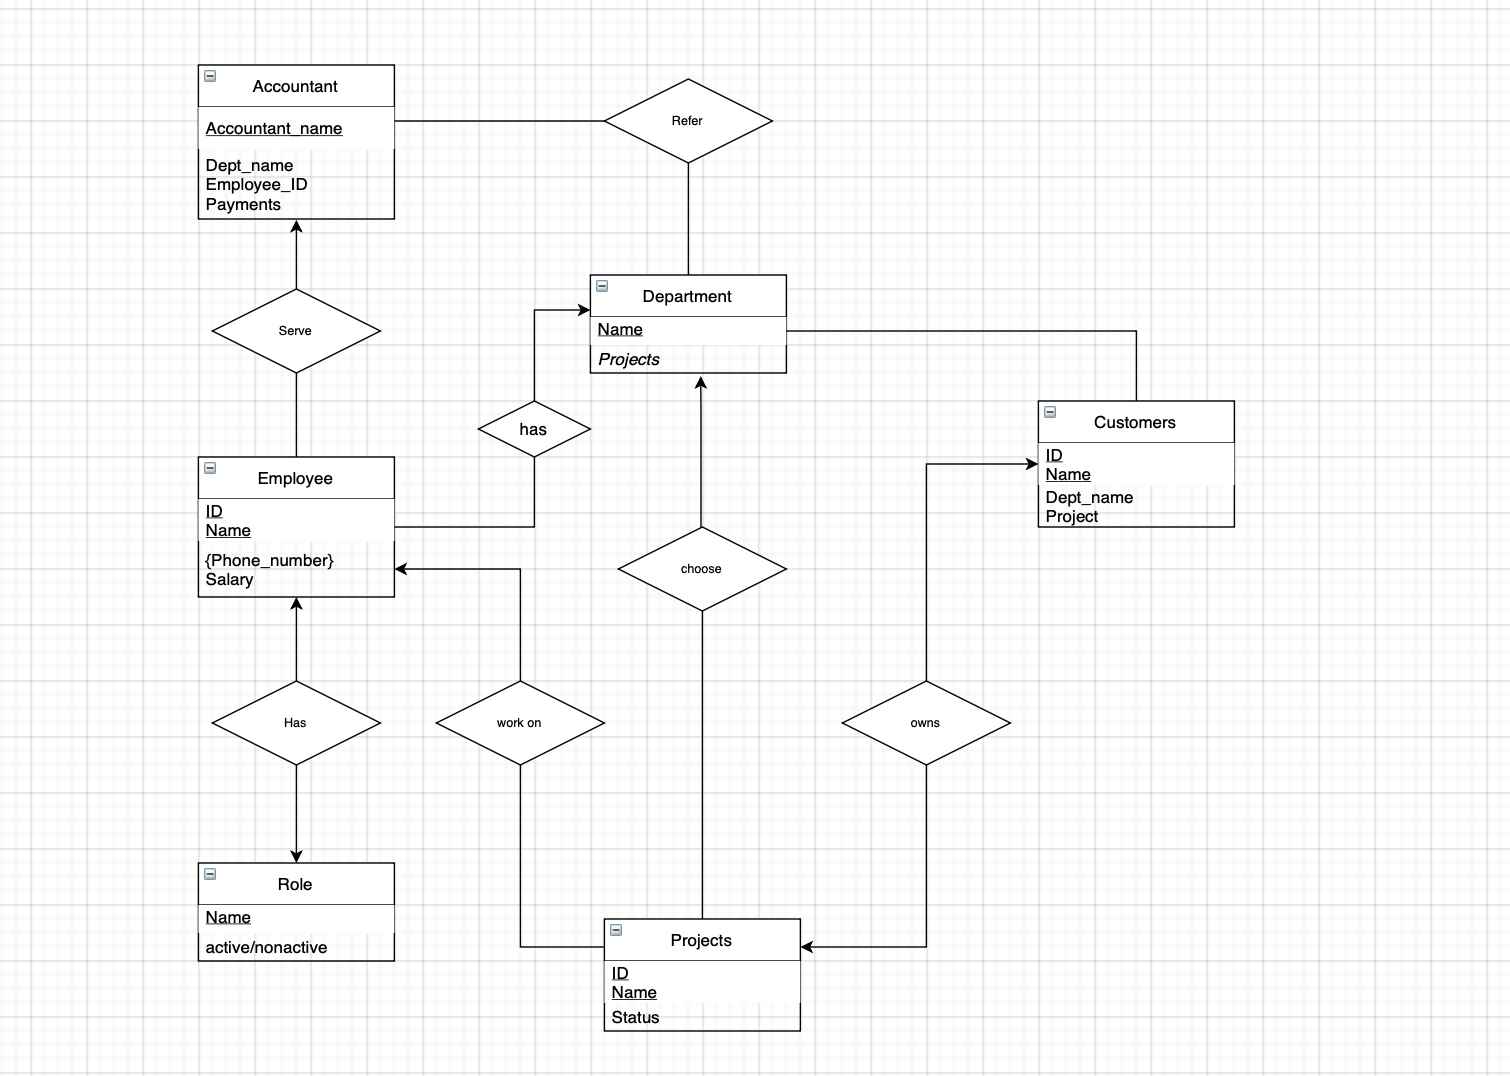 Accountant
Accountant_name
Dept_name
Employee_ID
Payments
Refer
Serve
Department
Name
Projects
has
Customers
ID
Name
Dept_name
Project
Employee
ID
Name
{Phone_number}
Salary
choose
Has
work on
owns
Role
Name
active/nonactive
Projects
ID
Name
Status